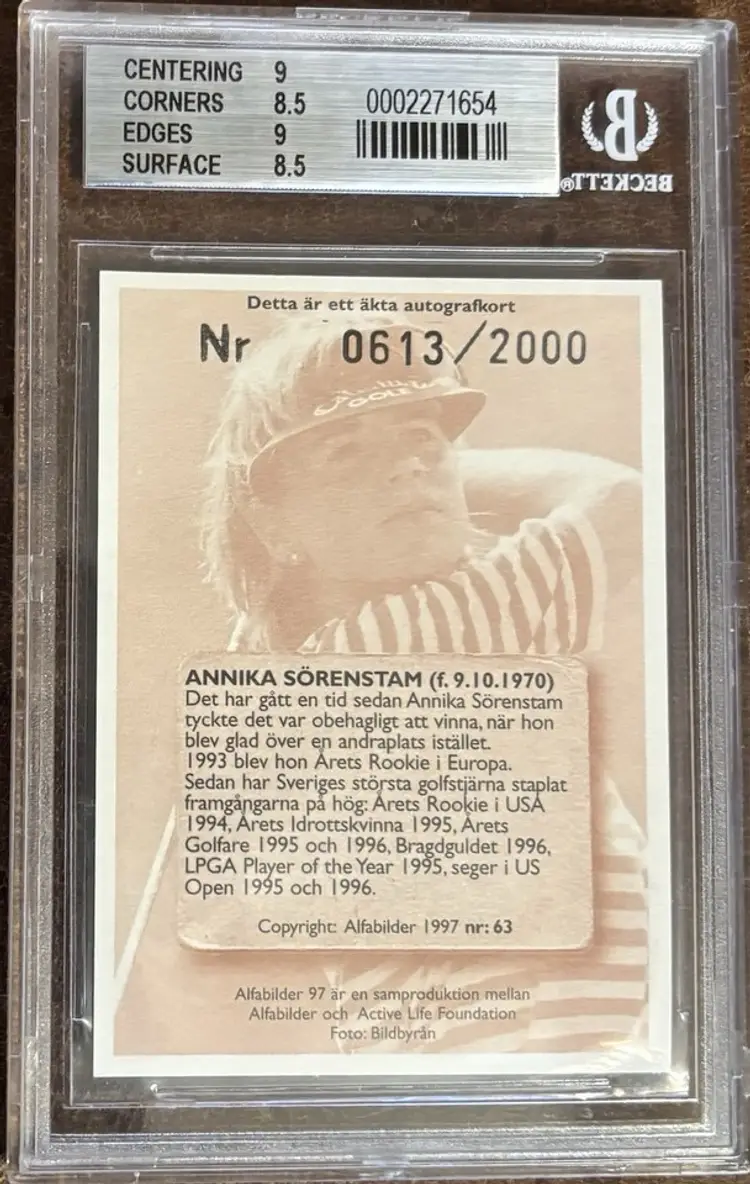 CENTERING 9
CORNERS 8.5
EDGES 9
SURFACE 8.5
0002271654
BECKETT®
Detta är ett äkta autografkort
Nr 0613/2000
GOLF
ANNIKA SÖRENSTAM (f. 9.10.1970)
Det har gått en tid sedan Annika Sörenstam
tyckte det var obehagligt att vinna, när hon
blev glad över en andraplats istället.
1993 blev hon Årets Rookie i Europa.
Sedan har Sveriges största golfstjärna staplat
framgångarna på hög: Årets Rookie i USA
1994, Årets Idrottskvinna 1995, Årets
Golfare 1995 och 1996, Bragdguldet 1996,
LPGA Player of the Year 1995, seger i US
Open 1995 och 1996.
Copyright: Alfabilder 1997 nr: 63
Alfabilder 97 är en samproduktion mellan
Alfabilder och Active Life Foundation
Foto: Bildbyrån